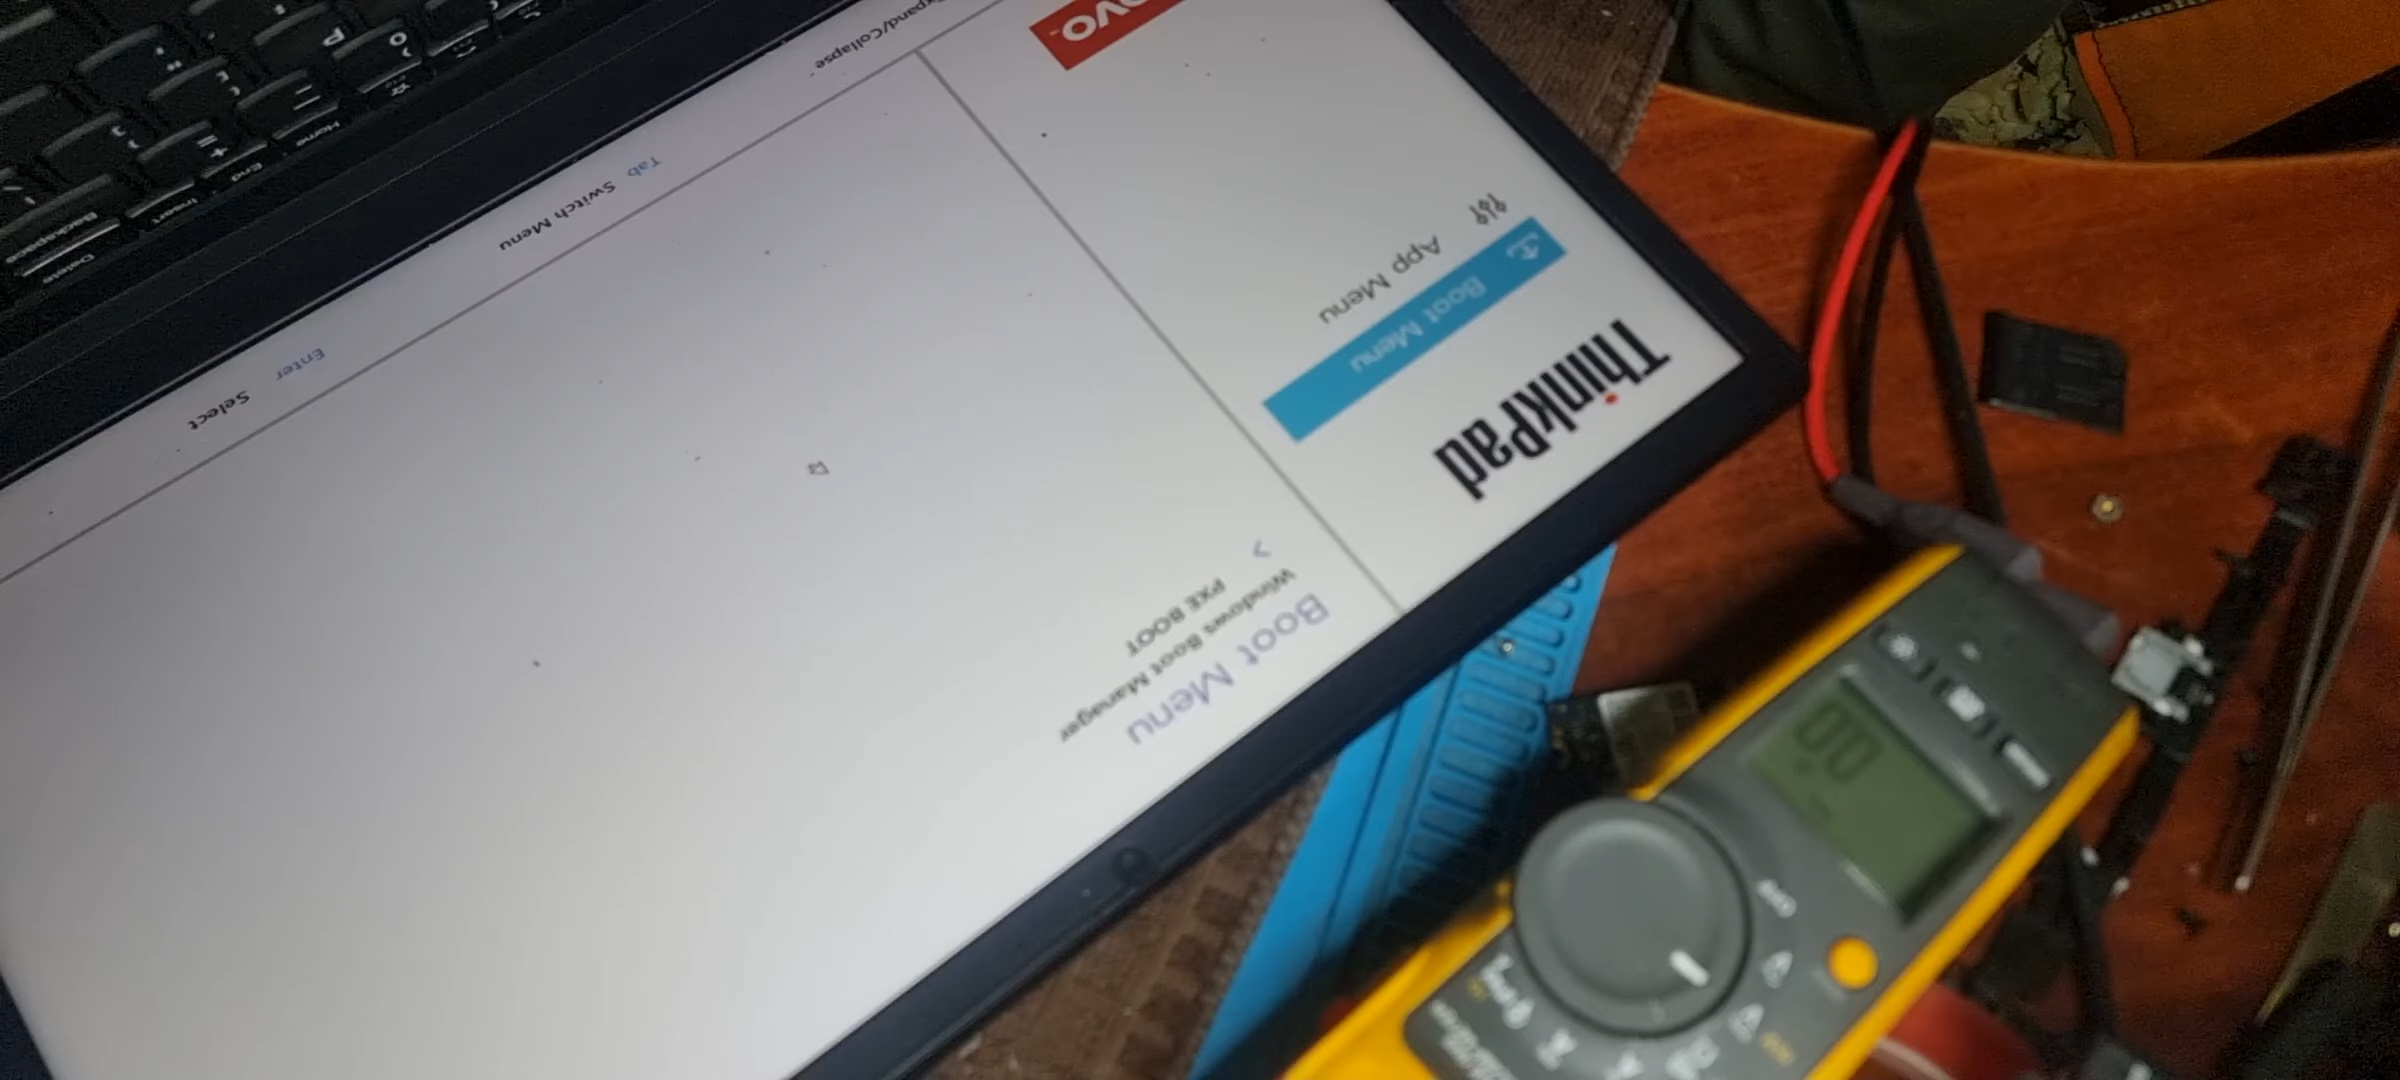 ThinkPad
Boot Menu
App Menu
Boot Menu
Windows Boot Manager
PXE BOOT
Expand/Collapse
Tab Switch Menu
Enter Select
Home
End
Insert
Delete
Backspace